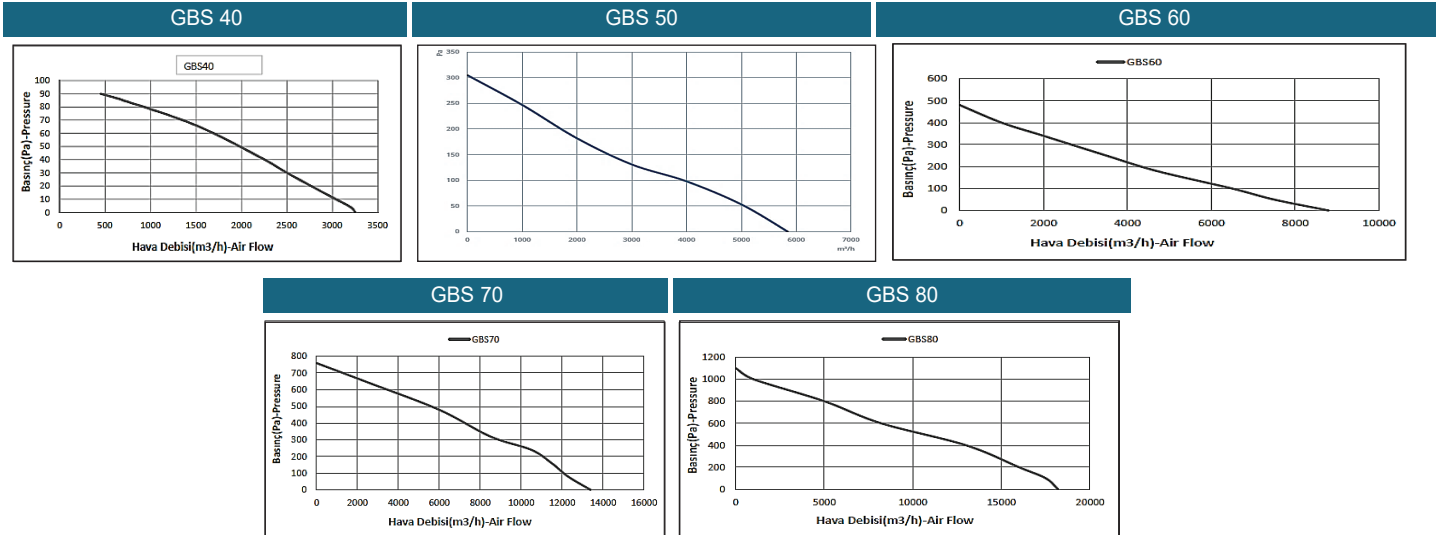 GBS 40
GBS 50
GBS 60
GBS40
Basınç(Pa)-Pressure
100
90
80
70
60
50
40
30
20
10
0
0 500 1000 1500 2000 2500 3000 3500
Hava Debisi(m3/h)-Air Flow
350
300
250
200
150
100
50
0
0 1000 2000 3000 4000 5000 6000 7000
m³/h
GBS60
Basınç(Pa)-Pressure
600
500
400
300
200
100
0
0 2000 4000 6000 8000 10000
Hava Debisi(m3/h)-Air Flow
GBS 70
GBS 80
GBS70
Basınç(Pa)-Pressure
800
700
600
500
400
300
200
100
0
0 2000 4000 6000 8000 10000 12000 14000 16000
Hava Debisi(m3/h)-Air Flow
GBS80
Basınç(Pa)-Pressure
1200
1000
800
600
400
200
0
0 5000 10000 15000 20000
Hava Debisi(m3/h)-Air Flow